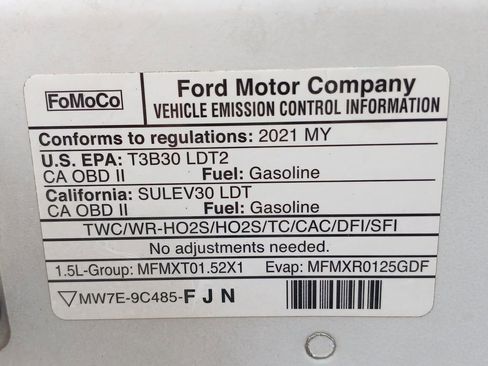 FoMoCo
Ford Motor Company
VEHICLE EMISSION CONTROL INFORMATION
Conforms to regulations: 2021 MY
U.S. EPA: T3B30 LDT2
CA OBD II Fuel: Gasoline
California: SULEV30 LDT
CA OBD II Fuel: Gasoline
TWC/WR-HO2S/HO2S/TC/CAC/DFI/SFI
No adjustments needed.
1.5L-Group: MFMXT01.52X1 Evap: MFMXR0125GDF
MW7E-9C485-F J N